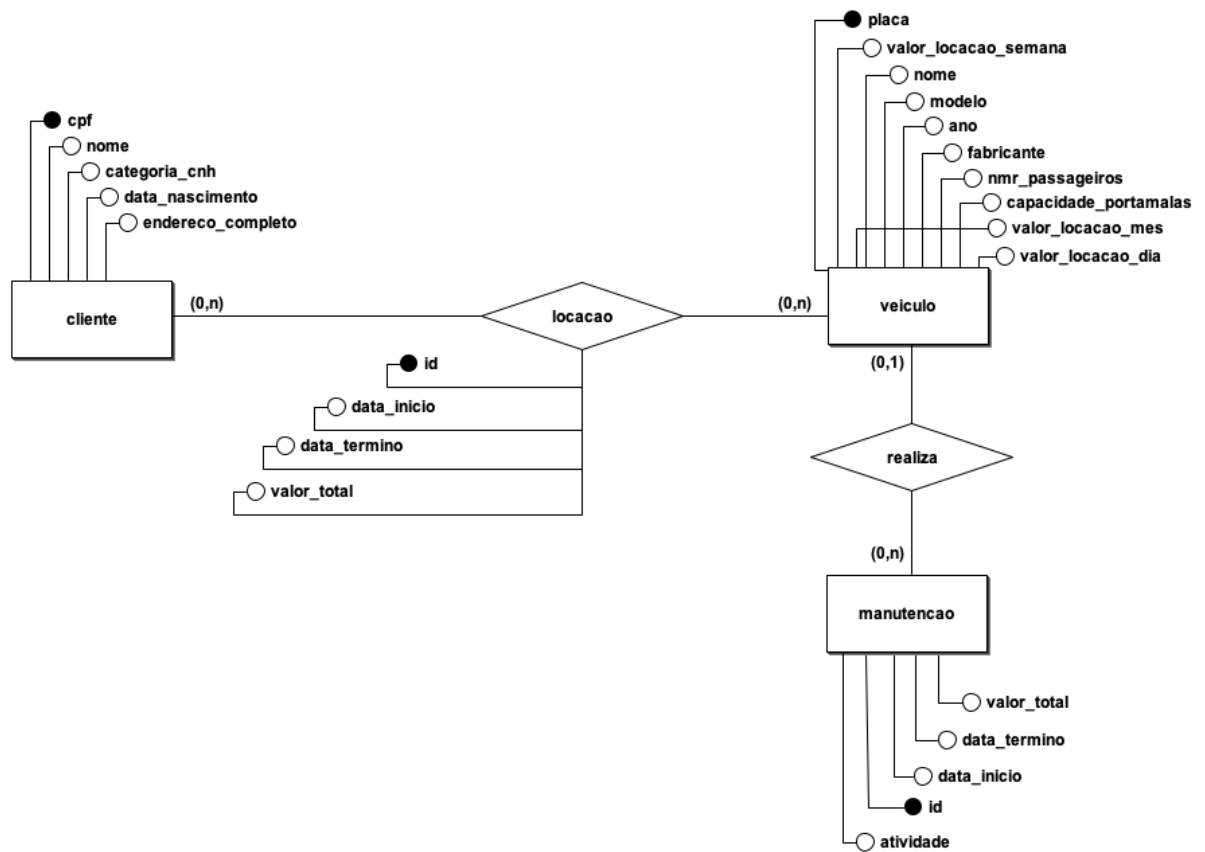 placa
valor_locacao_semana
nome
modelo
ano
fabricante
nmr_passageiros
capacidade_portamalas
valor_locacao_mes
valor_locacao_dia
cpf
nome
categoria_cnh
data_nascimento
endereco_completo
cliente
(0,n)
locacao
(0,n)
veiculo
id
data_inicio
data_termino
valor_total
(0,1)
realiza
(0,n)
manutencao
valor_total
data_termino
data_inicio
id
atividade